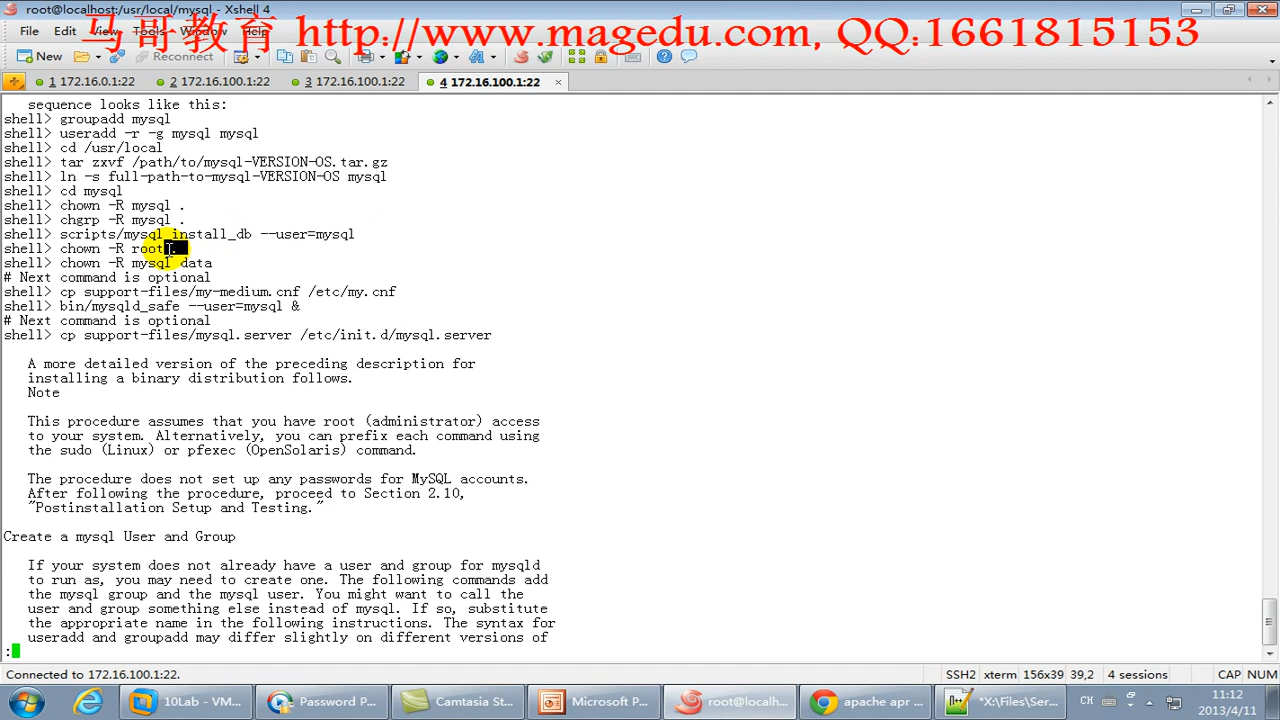 root@localhost:/usr/local/mysql - Xshell 4
File Edit View Tools Window Help
马哥教育 http://www.magedu.com, QQ:1661815153
New Reconnect
1 172.16.0.1:22 2 172.16.100.1:22 3 172.16.100.1:22 4 172.16.100.1:22
sequence looks like this:
shell> groupadd mysql
shell> useradd -r -g mysql mysql
shell> cd /usr/local
shell> tar zxvf /path/to/mysql-VERSION-OS.tar.gz
shell> ln -s full-path-to-mysql-VERSION-OS mysql
shell> cd mysql
shell> chown -R mysql .
shell> chgrp -R mysql .
shell> scripts/mysql_install_db --user=mysql
shell> chown -R root .
shell> chown -R mysql data
# Next command is optional
shell> cp support-files/my-medium.cnf /etc/my.cnf
shell> bin/mysqld_safe --user=mysql &
# Next command is optional
shell> cp support-files/mysql.server /etc/init.d/mysql.server
A more detailed version of the preceding description for
installing a binary distribution follows.
Note
This procedure assumes that you have root (administrator) access
to your system. Alternatively, you can prefix each command using
the sudo (Linux) or pfexec (OpenSolaris) command.
The procedure does not set up any passwords for MySQL accounts.
After following the procedure, proceed to Section 2.10,
"Postinstallation Setup and Testing."
Create a mysql User and Group
If your system does not already have a user and group for mysqld
to run as, you may need to create one. The following commands add
the mysql group and the mysql user. You might want to call the
user and group something else instead of mysql. If so, substitute
the appropriate name in the following instructions. The syntax for
useradd and groupadd may differ slightly on different versions of
:
Connected to 172.16.100.1:22. SSH2 xterm 156x39 39,2 4 sessions CAP NUM
10Lab - VM... Password P... Camtasia St... Microsoft P... root@localh... apache apr ... *X:\Files\Ser... 11:12
2013/4/11